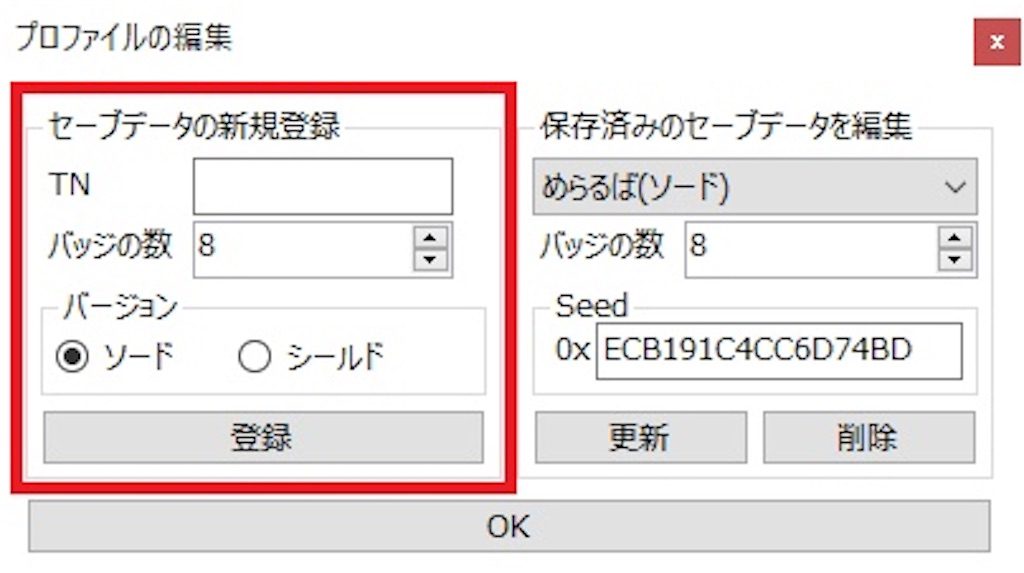 プロファイルの編集
x
セーブデータの新規登録
TN
バッジの数 8
バージョン
ソード シールド
登録
保存済みのセーブデータを編集
めらるば(ソード)
バッジの数 8
Seed
0x ECB191C4CC6D74BD
更新 削除
OK